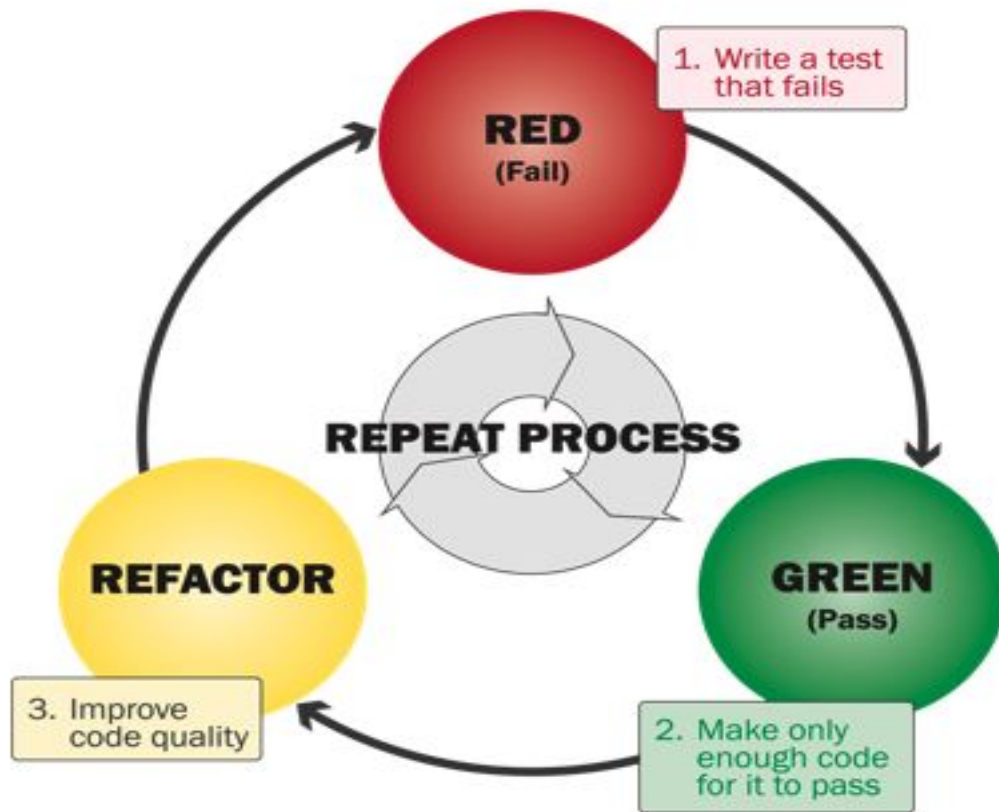 1. Write a test
that fails
RED
(Fail)
REPEAT PROCESS
REFACTOR
GREEN
(Pass)
3. Improve
code quality
2. Make only
enough code
for it to pass